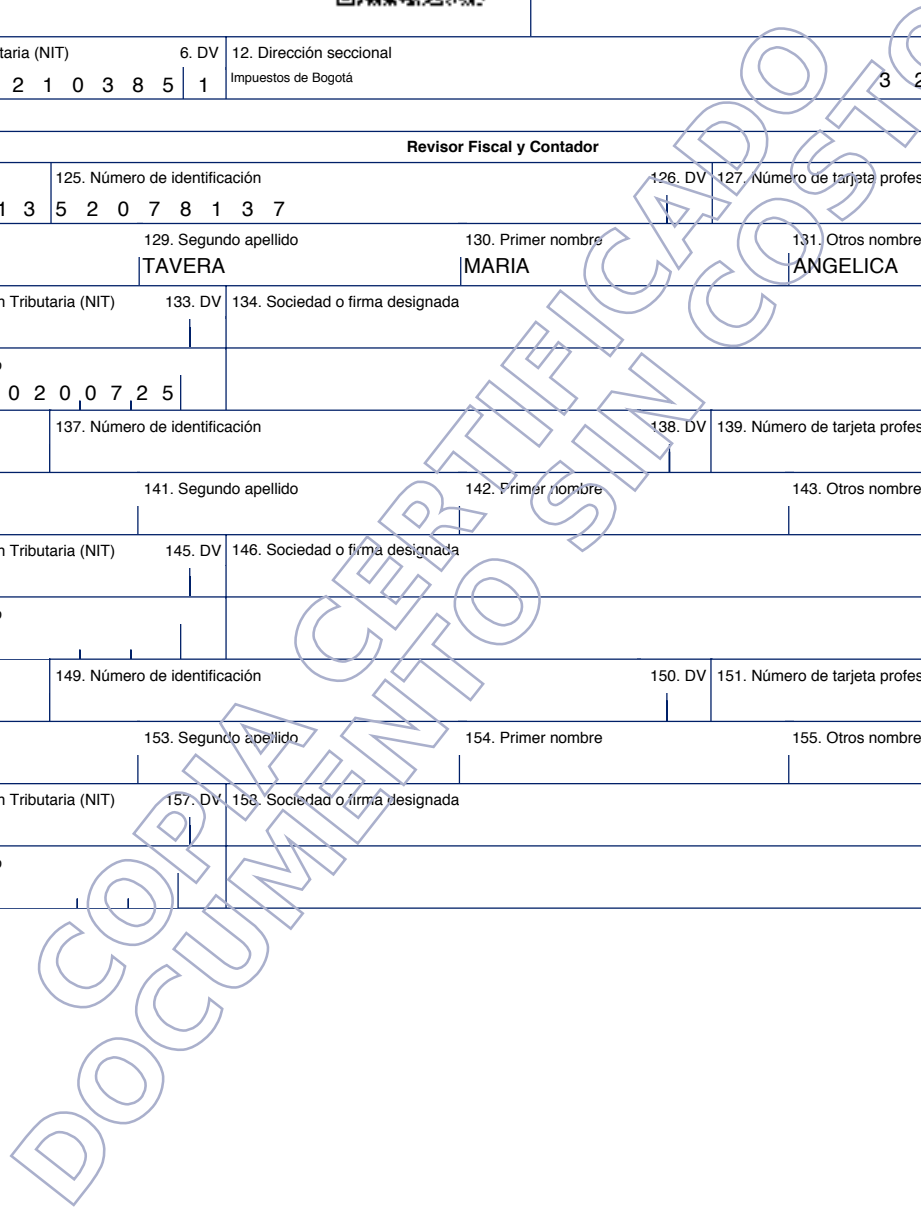 taria (NIT) 6. DV 12. Dirección seccional
2 1 0 3 8 5 1 Impuestos de Bogotá 3 2
Revisor Fiscal y Contador
125. Número de identificación 126. DV 127. Número de tarjeta profes
1 3 5 2 0 7 8 1 3 7
129. Segundo apellido 130. Primer nombre 131. Otros nombre
TAVERA MARIA ANGELICA
n Tributaria (NIT) 133. DV 134. Sociedad o firma designada
o
0 2 0 0 7 2 5
137. Número de identificación 138. DV 139. Número de tarjeta profes
141. Segundo apellido 142. Primer nombre 143. Otros nombre
n Tributaria (NIT) 145. DV 146. Sociedad o firma designada
o
149. Número de identificación 150. DV 151. Número de tarjeta profes
153. Segundo apellido 154. Primer nombre 155. Otros nombre
n Tributaria (NIT) 157. DV 158. Sociedad o firma designada
o
COPIA CERTIFICADO
DOCUMENTO SIN COSTO